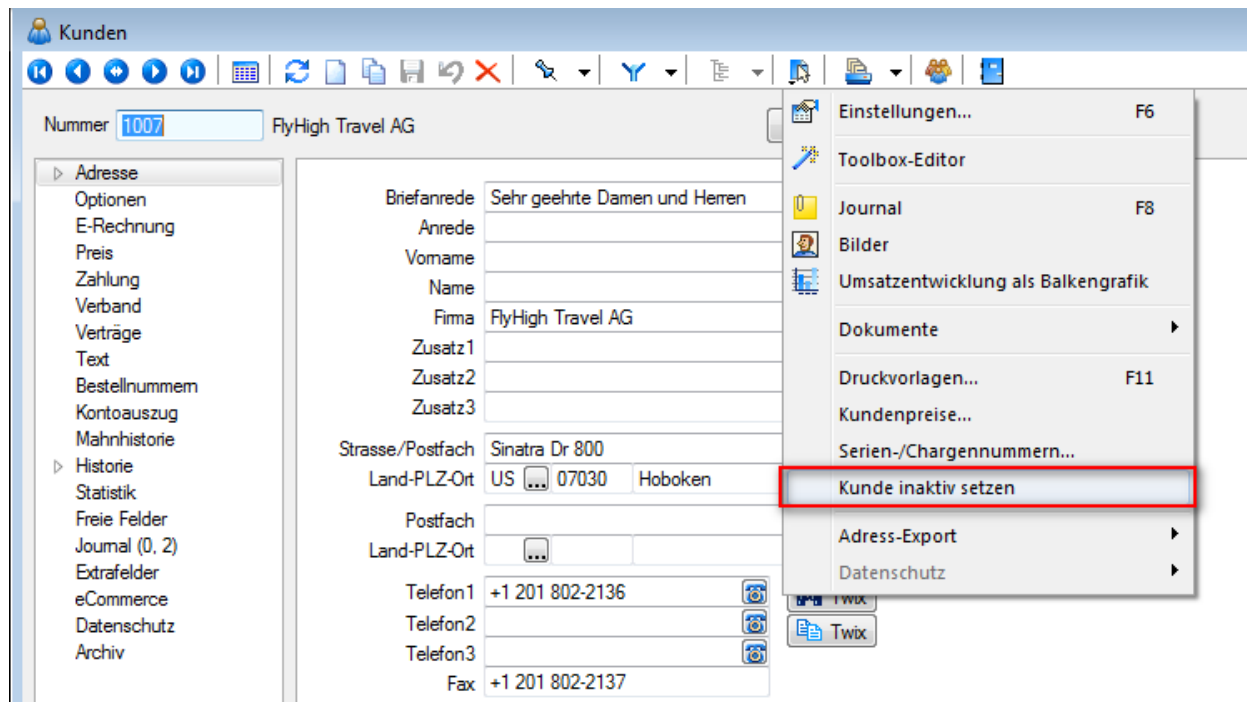 Kunden
Nummer 1007 FlyHigh Travel AG
Adresse
Optionen
E-Rechnung
Preis
Zahlung
Verband
Verträge
Text
Bestellnummern
Kontoauszug
Mahnhistorie
Historie
Statistik
Freie Felder
Journal (0, 2)
Extrafelder
eCommerce
Datenschutz
Archiv
Briefanrede Sehr geehrte Damen und Herren
Anrede
Vorname
Name
Firma FlyHigh Travel AG
Zusatz1
Zusatz2
Zusatz3
Strasse/Postfach Sinatra Dr 800
Land-PLZ-Ort US ... 07030 Hoboken
Postfach
Land-PLZ-Ort ...
Telefon1 +1 201 802-2136
Telefon2
Telefon3
Fax +1 201 802-2137
Einstellungen... F6
Toolbox-Editor
Journal F8
Bilder
Umsatzentwicklung als Balkengrafik
Dokumente
Druckvorlagen... F11
Kundenpreise...
Serien-/Chargennummern...
Kunde inaktiv setzen
Adress-Export
Datenschutz
Twix
Twix